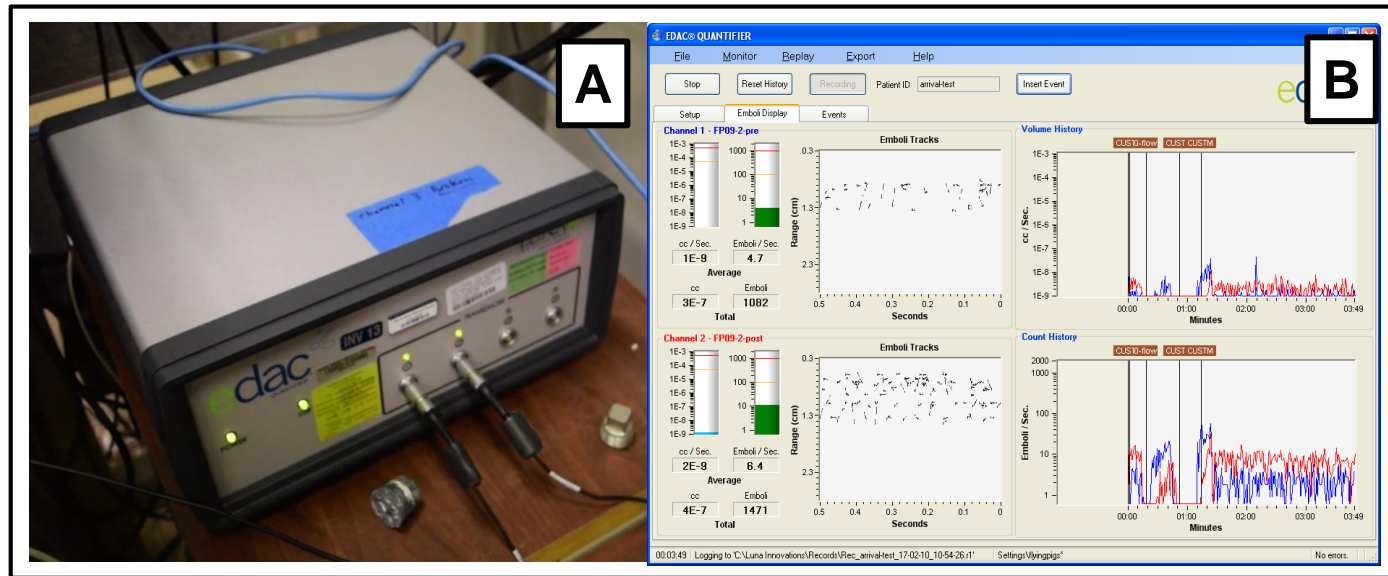 A
channel 3 Broken
edac
QUANTIFIER
INV 13
TRANSDUCER
POWER
B
EDAC® QUANTIFIER
File Monitor Replay Export Help
Stop Reset History Recording Patient ID arrival-test Insert Event
Setup Emboli Display Events
Channel 1 - FP09-2-pre
1E-3
1E-4
1E-5
1E-6
1E-7
1E-8
1E-9
1000
100
10
1
cc / Sec. Emboli / Sec.
1E-9 4.7
Average
cc Emboli
3E-7 1082
Total
Emboli Tracks
Range (cm)
0.3
1.3
2.3
0.5 0.4 0.3 0.2 0.1 0
Seconds
Volume History
CUS10-flow CUST CUSTM
cc / Sec.
1E-3
1E-4
1E-5
1E-6
1E-7
1E-8
1E-9
00:00 01:00 02:00 03:00 03:49
Minutes
Channel 2 - FP09-2-post
1E-3
1E-4
1E-5
1E-6
1E-7
1E-8
1E-9
1000
100
10
1
cc / Sec. Emboli / Sec.
2E-9 6.4
Average
cc Emboli
4E-7 1471
Total
Emboli Tracks
Range (cm)
0.3
1.3
2.3
0.5 0.4 0.3 0.2 0.1 0
Seconds
Count History
CUS10-flow CUST CUSTM
Emboli / Sec.
2000
1000
100
10
1
00:00 01:00 02:00 03:00 03:49
Minutes
00:03:49 Logging to 'C:\Luna Innovations\Records\Rec_arrival-test_17-02-10_10-54-26.r1' Settings\flyingpigs* No errors.